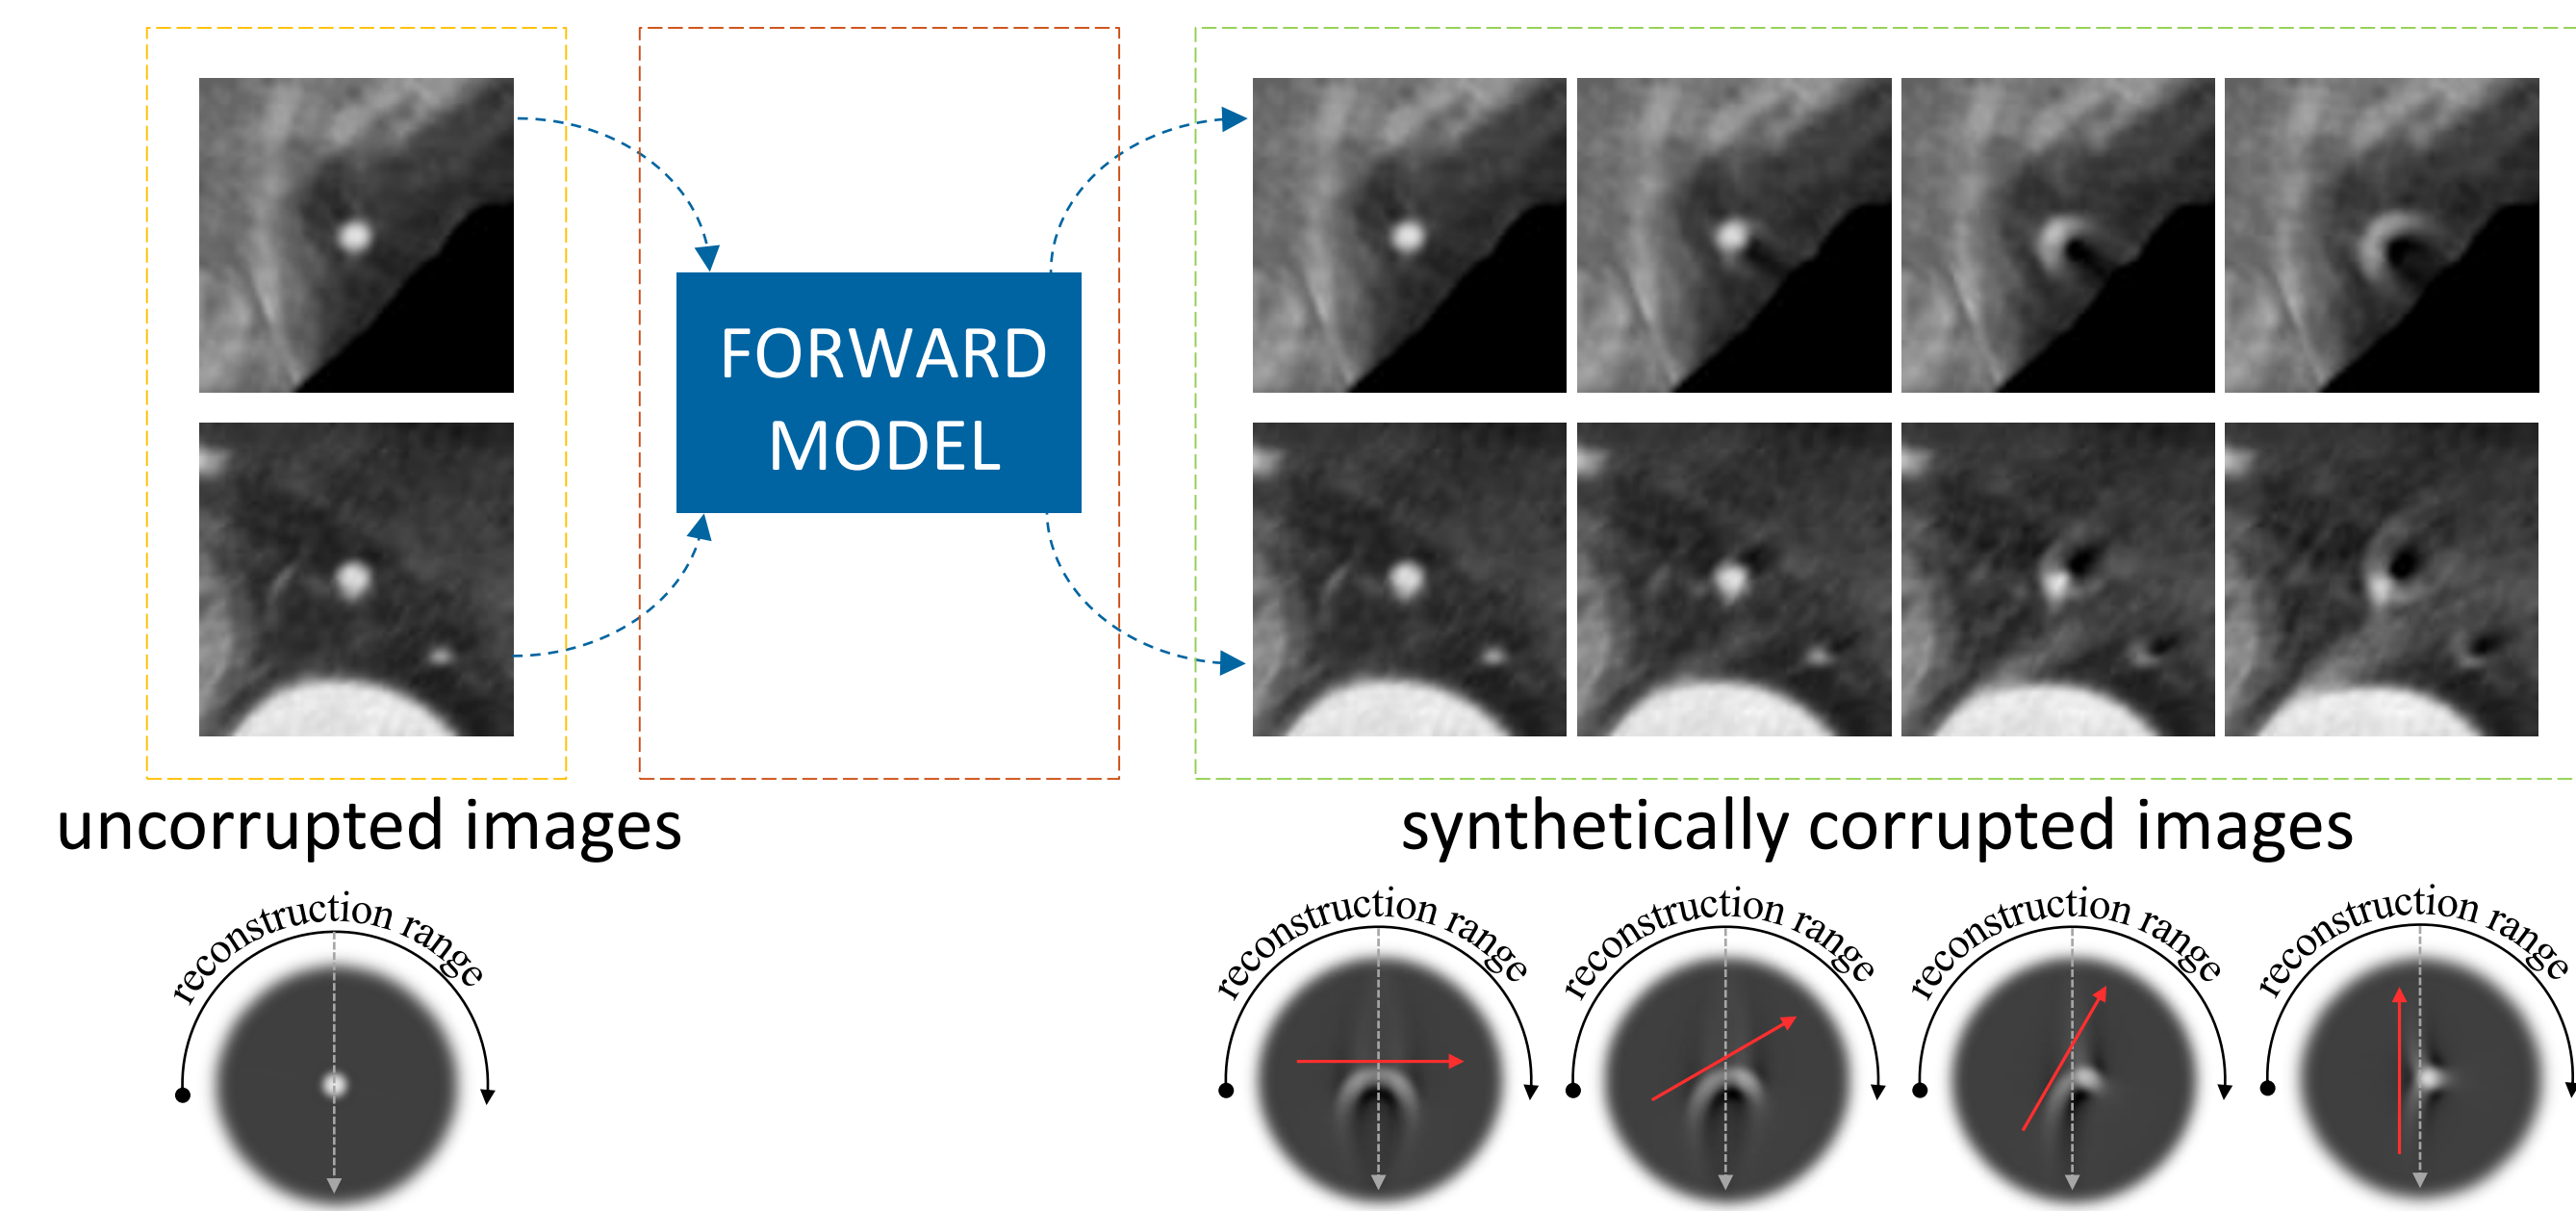 FORWARD
MODEL
uncorrupted images
synthetically corrupted images
reconstruction range
reconstruction range
reconstruction range
reconstruction range
reconstruction range